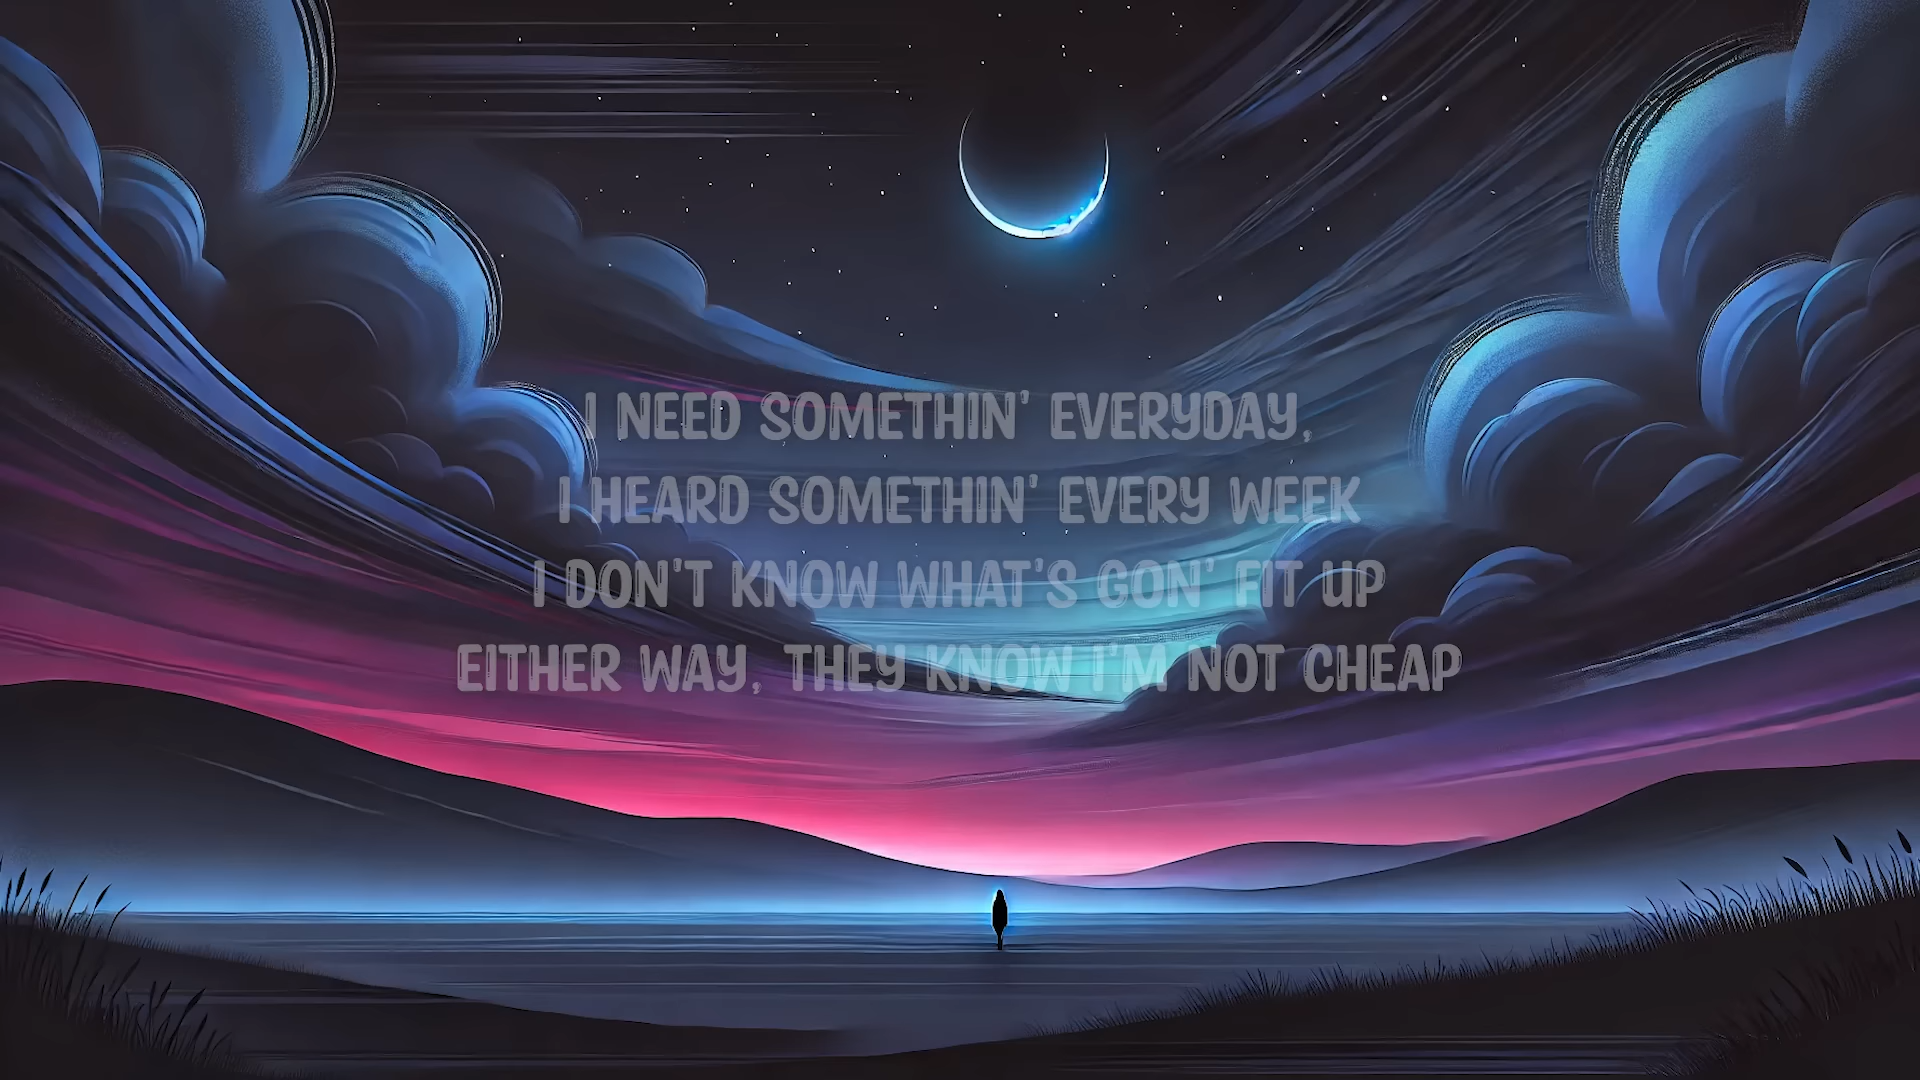 I NEED SOMETHIN' EVERYDAY,
I HEARD SOMETHIN' EVERY WEEK
I DON'T KNOW WHAT'S GON' FIT UP
EITHER WAY, THEY KNOW I'M NOT CHEAP